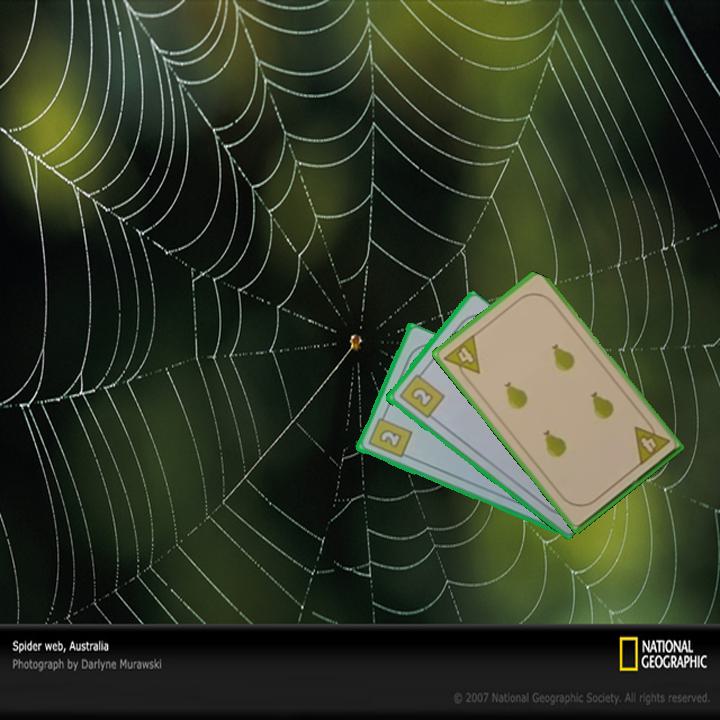 4
2
2
4
Spider web, Australia
Photograph by Darlyne Murawski
NATIONAL
GEOGRAPHIC
© 2007 National Geographic Society. All rights reserved.